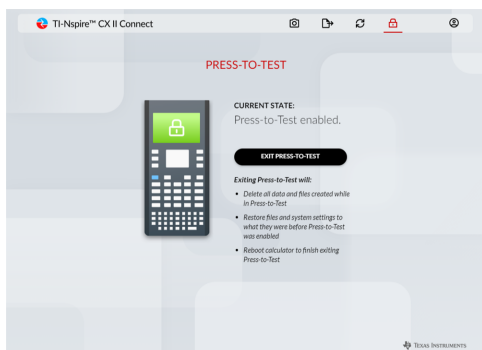 TI-Nspire™ CX II Connect
PRESS-TO-TEST
CURRENT STATE:
Press-to-Test enabled.
EXIT PRESS-TO-TEST
Exiting Press-to-Test will:
• Delete all data and files created while
in Press-to-Test
• Restore files and system settings to
what they were before Press-to-Test
was enabled
• Reboot calculator to finish exiting
Press-to-Test
TEXAS INSTRUMENTS